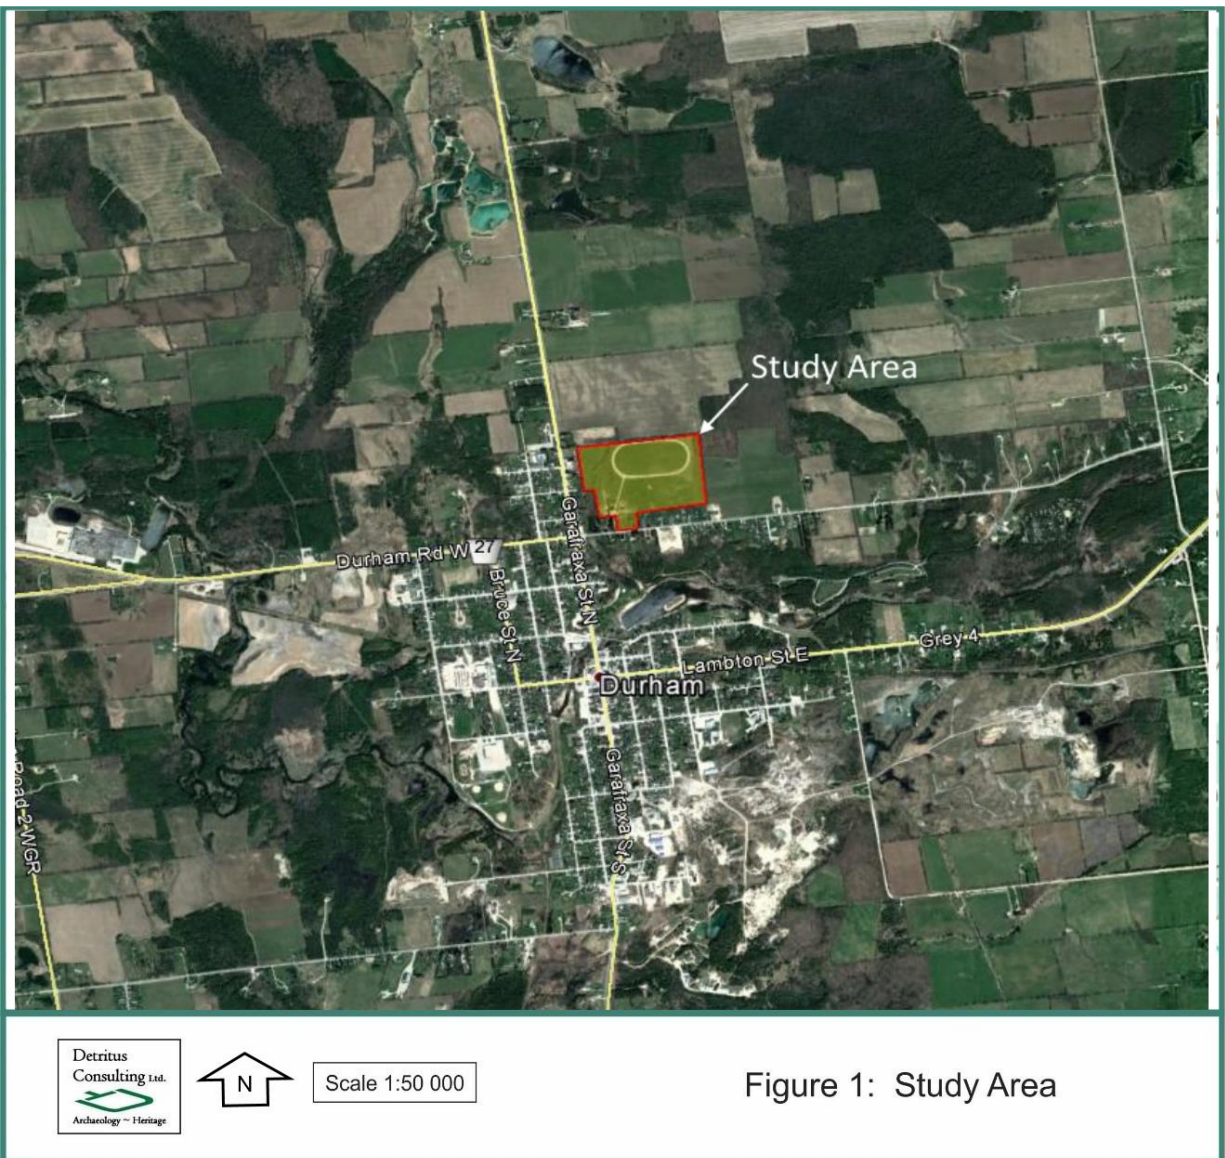 Study Area
Garafraxa St N
Durham Rd W 27
Bruce St N
Grey 4
Lambton St E
Durham
Garafraxa St S
Road 2 WGR
Detritus
Consulting Ltd.
Archaeology ~ Heritage
N
Scale 1:50 000
Figure 1: Study Area